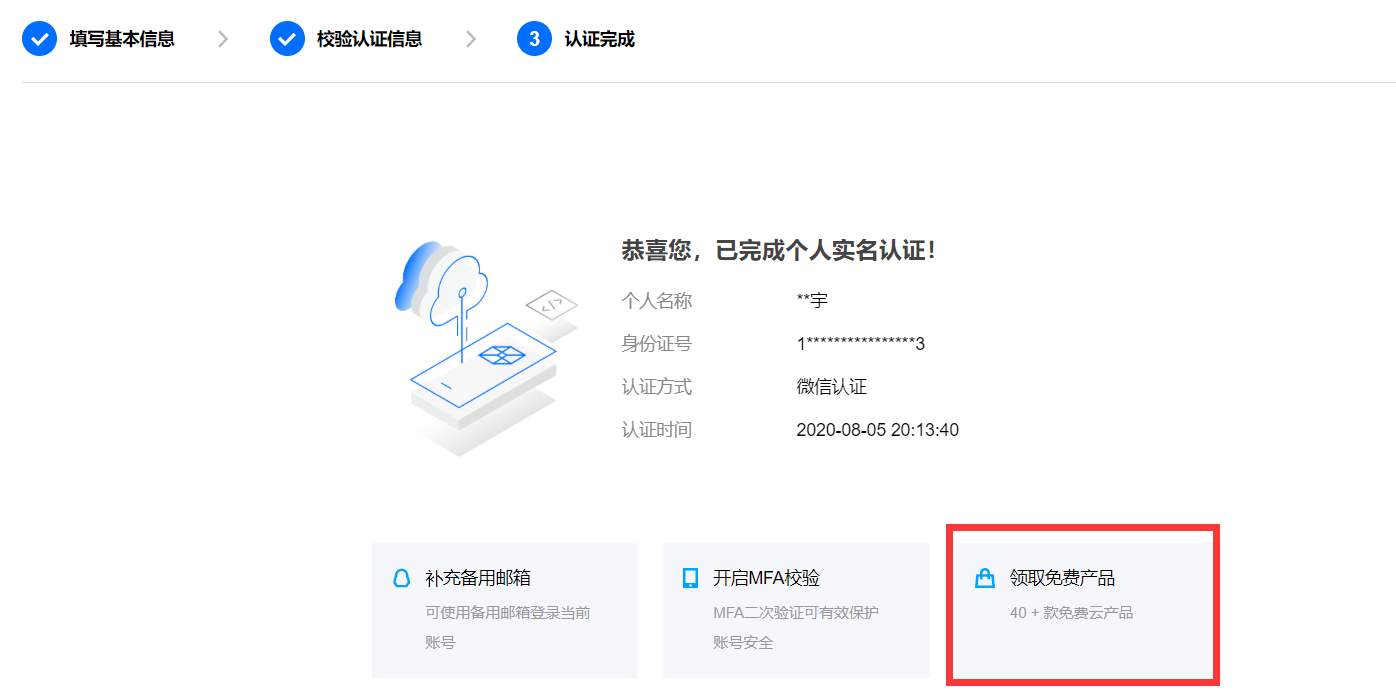 填写基本信息
校验认证信息
3 认证完成
恭喜您，已完成个人实名认证！
个人名称 **宇
身份证号 1****************3
认证方式 微信认证
认证时间 2020-08-05 20:13:40
补充备用邮箱
可使用备用邮箱登录当前
账号
开启MFA校验
MFA二次验证可有效保护
账号安全
领取免费产品
40 + 款免费云产品